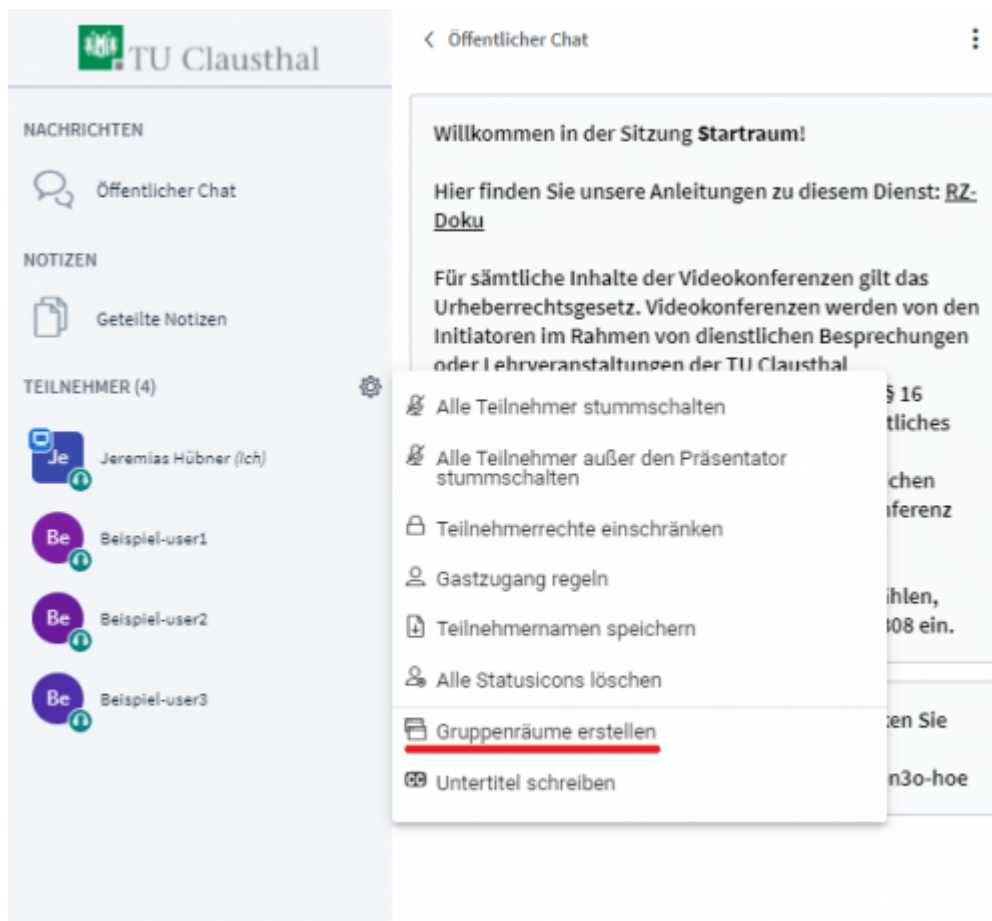 TU Clausthal
NACHRICHTEN
Öffentlicher Chat
NOTIZEN
Geteilte Notizen
TEILNEHMER (4)
Je
Jeremias Hübner (Ich)
Be
Beispiel-user1
Be
Beispiel-user2
Be
Beispiel-user3
Öffentlicher Chat
Willkommen in der Sitzung Startraum!
Hier finden Sie unsere Anleitungen zu diesem Dienst: RZ-
Doku
Für sämtliche Inhalte der Videokonferenzen gilt das
Urheberrechtsgesetz. Videokonferenzen werden von den
Initiatoren im Rahmen von dienstlichen Besprechungen
oder Lehrveranstaltungen der TU Clausthal
§ 16
tliches
chen
nferenz
ihlen,
808 ein.
ken Sie
n3o-hoe
Alle Teilnehmer stummschalten
Alle Teilnehmer außer den Präsentator
stummschalten
Teilnehmerrechte einschränken
Gastzugang regeln
Teilnehmernamen speichern
Alle Statusicons löschen
Gruppenräume erstellen
CC Untertitel schreiben